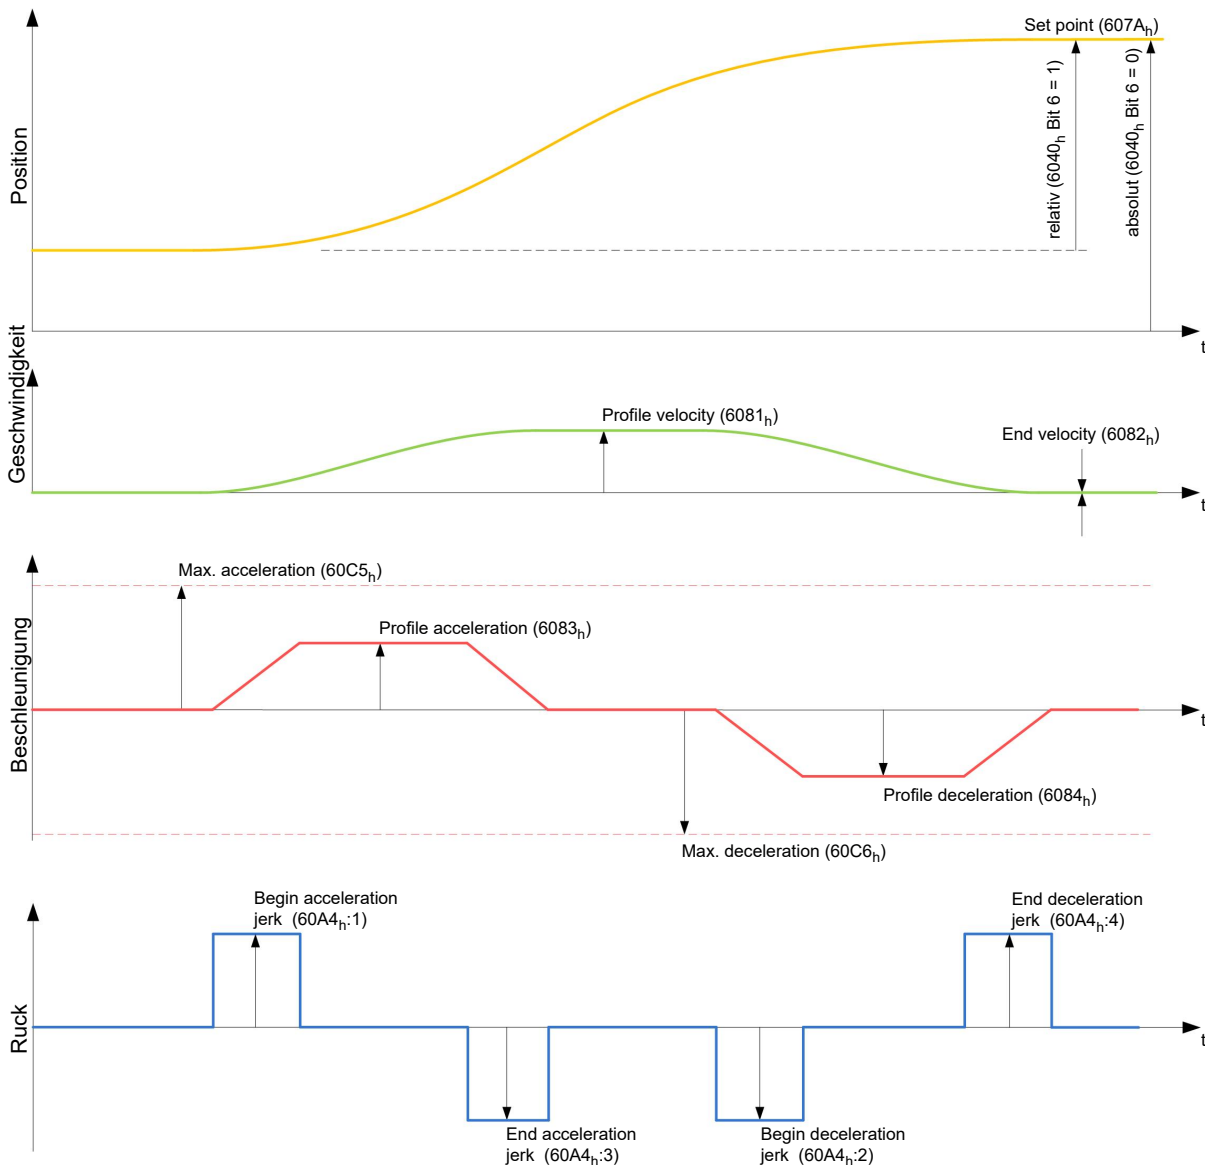 Set point (607Ah)
Position
relativ (6040h Bit 6 = 1)
absolut (6040h Bit 6 = 0)
t
Geschwindigkeit
Profile velocity (6081h)
End velocity (6082h)
t
Beschleunigung
Max. acceleration (60C5h)
Profile acceleration (6083h)
t
Profile deceleration (6084h)
Max. deceleration (60C6h)
Ruck
Begin acceleration
jerk (60A4h:1)
End deceleration
jerk (60A4h:4)
t
End acceleration
jerk (60A4h:3)
Begin deceleration
jerk (60A4h:2)